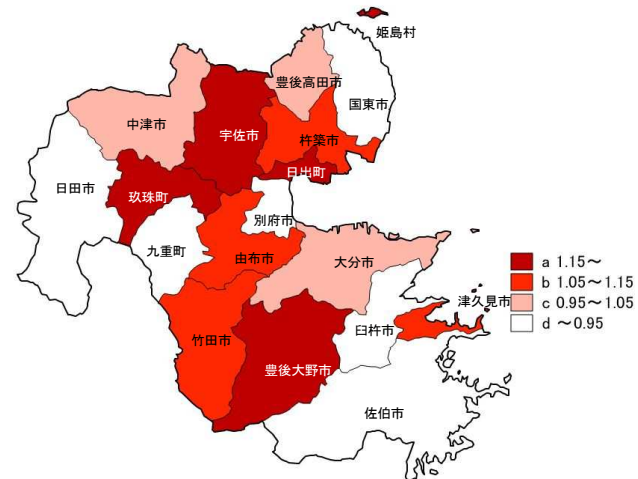 姫島村
豊後高田市
国東市
中津市
宇佐市
杵築市
日出町
日田市
玖珠町
別府市
九重町
由布市
大分市
津久見市
臼杵市
竹田市
豊後大野市
佐伯市
a 1.15～
b 1.05～1.15
c 0.95～1.05
d ～0.95